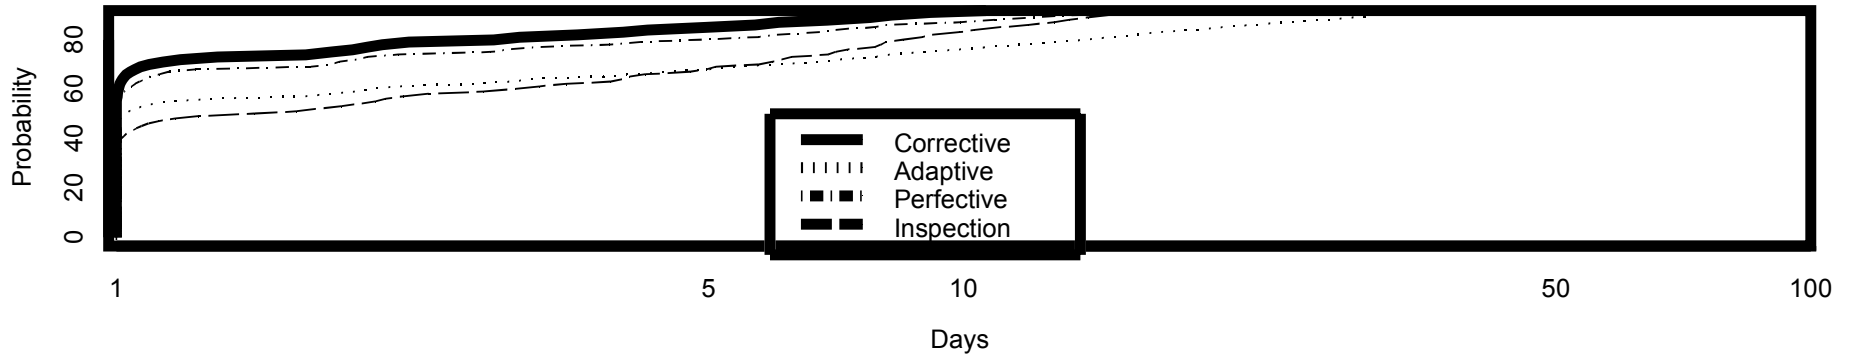 Probability
80
60
40
20
0
Corrective
Adaptive
Perfective
Inspection
1 5 10 50 100
Days